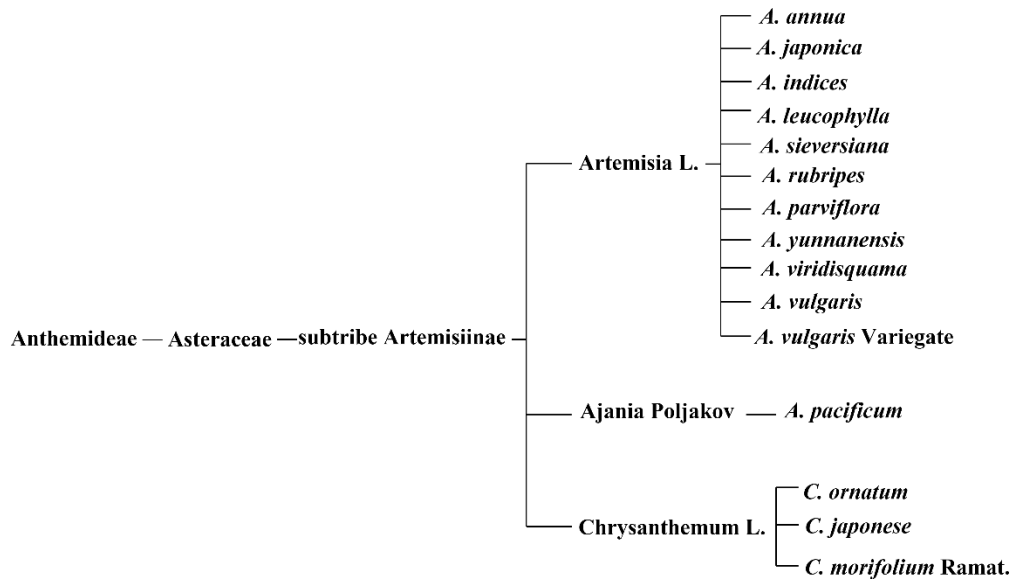 A. annua
A. japonica
A. indices
A. leucophylla
A. sieversiana
Artemisia L.
A. rubripes
A. parviflora
A. yunnanensis
A. viridisquama
A. vulgaris
Anthemideae Asteraceae subtribe Artemisiinae
A. vulgaris Variegate
Ajania Poljakov A. pacificum
C. ornatum
Chrysanthemum L. C. japonese
C. morifolium Ramat.